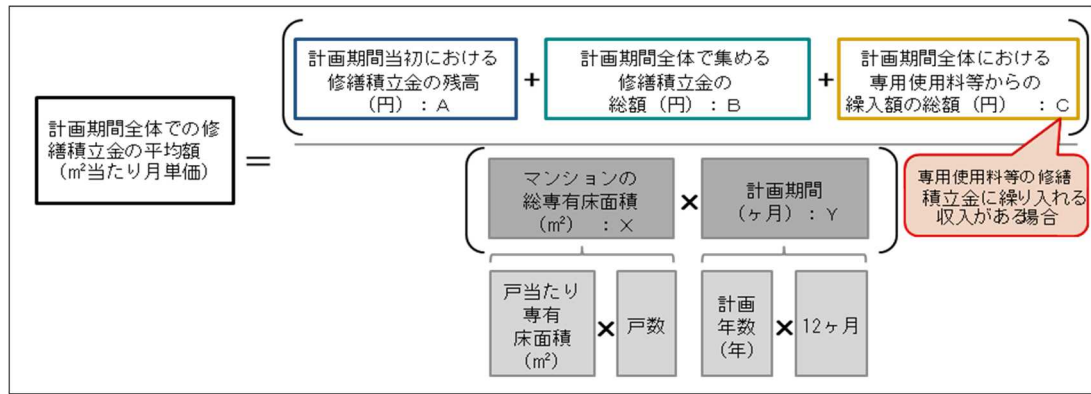 計画期間全体での修
繕積立金の平均額
(m²当たり月単価)
=
計画期間当初における
修繕積立金の残高
(円) : A
+
計画期間全体で集める
修繕積立金の
総額 (円) : B
+
計画期間全体における
専用使用料等からの
繰入額の総額 (円) : C
専用使用料等の修繕
積立金に繰り入れる
収入がある場合
マンションの
総専有床面積
(m²) : X
×
計画期間
(ヶ月) : Y
戸当たり
専有
床面積
(m²)
×
戸数
計画
年数
(年)
×
12ヶ月